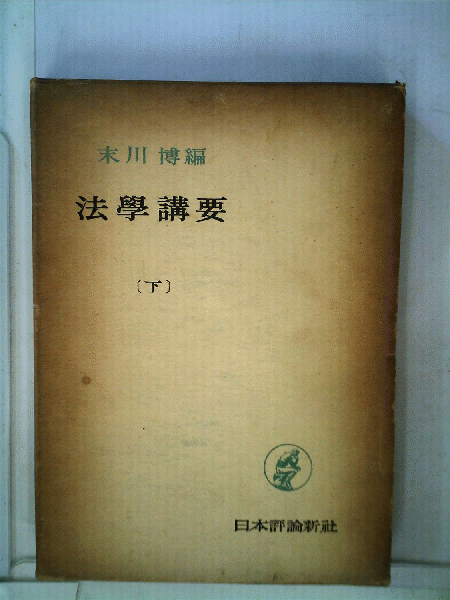 末川博編
法學講要
〔下〕
日本評論新社